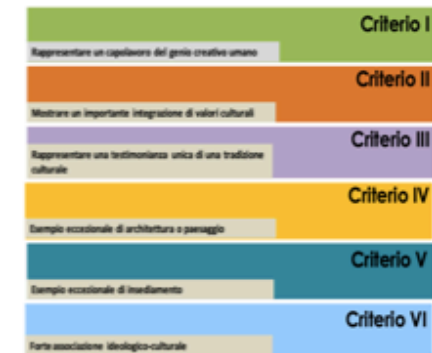 Criterio I
Rappresentare un capolavoro del genio creativo umano
Criterio II
Mostrare un importante integrazione di valori culturali
Criterio III
Rappresentare una testimonianza unica di una tradizione
culturale
Criterio IV
Esempio eccezionale di architettura o paesaggio
Criterio V
Esempio eccezionale di insediamento
Criterio VI
Forte associazione ideologico-culturale